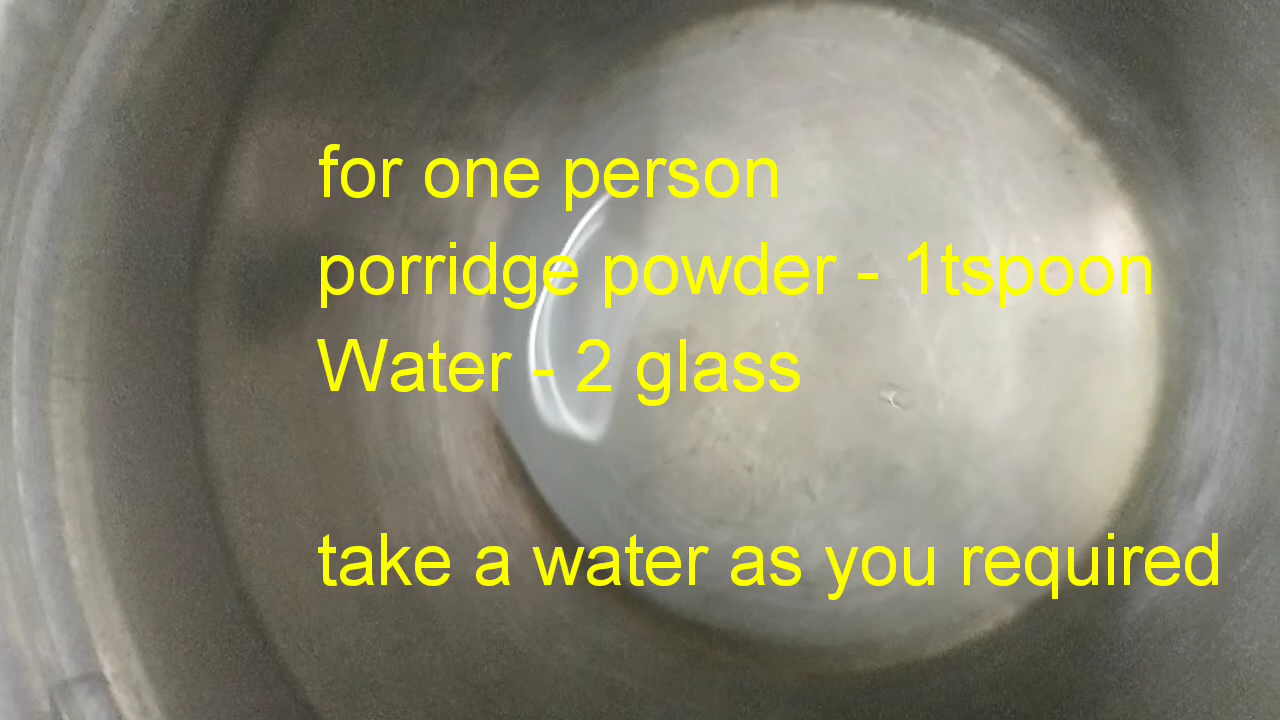 for one person
porridge powder - 1tspoon
Water - 2 glass
take a water as you required